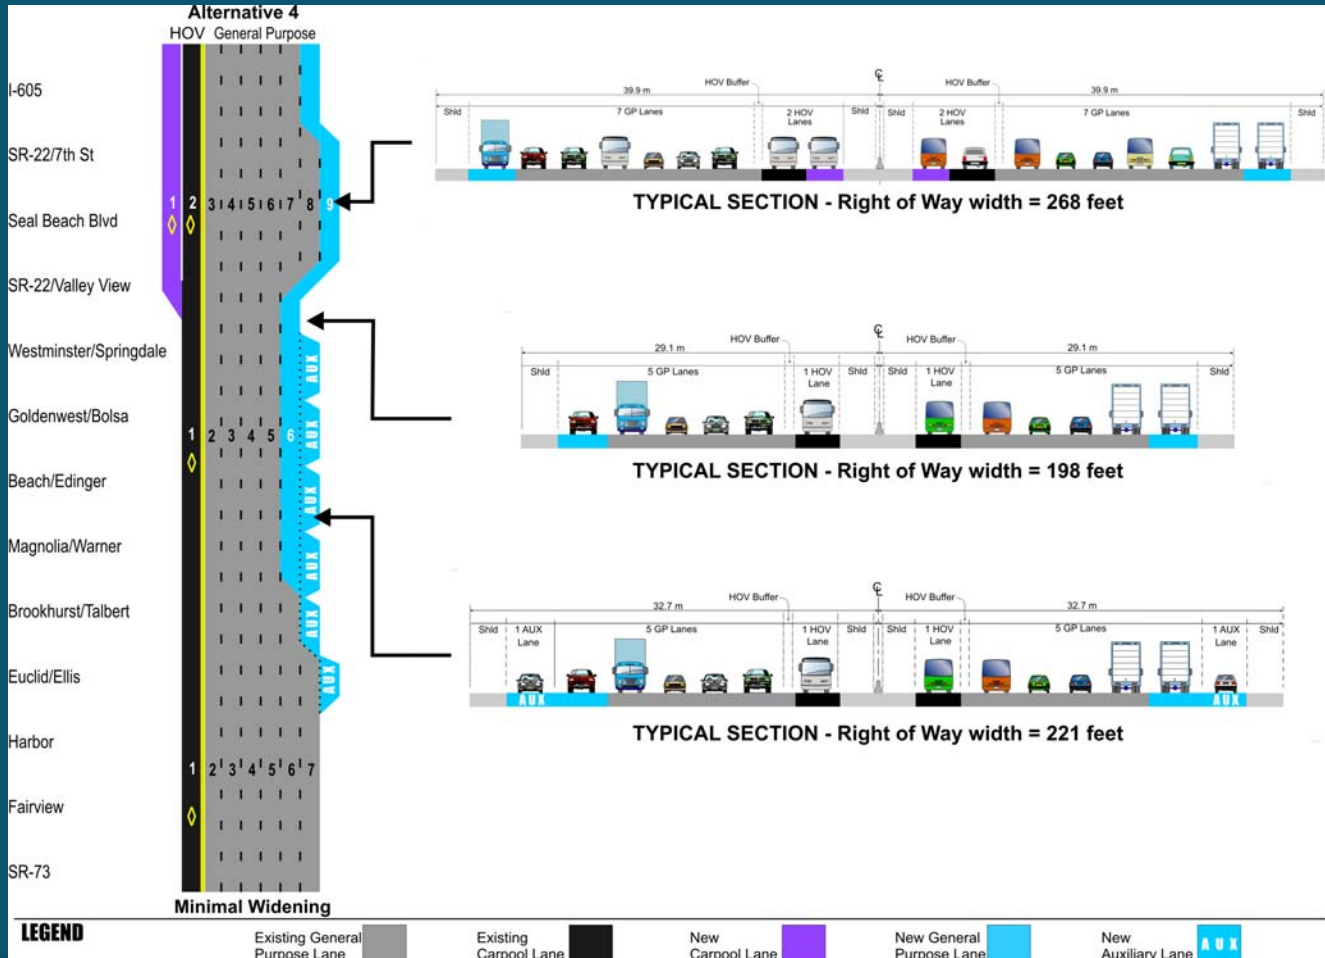 Alternative 4
HOV General Purpose
I-605
SR-22/7th St
Seal Beach Blvd
SR-22/Valley View
Westminster/Springdale
Goldenwest/Bolsa
Beach/Edinger
Magnolia/Warner
Brookhurst/Talbert
Euclid/Ellis
Harbor
Fairview
SR-73
1 2 3 4 5 6 7 8 9
1 2 3 4 5 6
1 2 3 4 5 6 7
AUX
AUX
AUX
AUX
AUX
AUX
Minimal Widening
℄
HOV Buffer HOV Buffer
39.9 m 39.9 m
Shld 7 GP Lanes 2 HOV Lanes Shld Shld 2 HOV Lanes 7 GP Lanes Shld
TYPICAL SECTION - Right of Way width = 268 feet
℄
HOV Buffer HOV Buffer
29.1 m 29.1 m
Shld 5 GP Lanes 1 HOV Lane Shld Shld 1 HOV Lane 5 GP Lanes Shld
TYPICAL SECTION - Right of Way width = 198 feet
℄
HOV Buffer HOV Buffer
32.7 m 32.7 m
Shld 1 AUX Lane 5 GP Lanes 1 HOV Lane Shld Shld 1 HOV Lane 5 GP Lanes 1 AUX Lane Shld
AUX AUX
TYPICAL SECTION - Right of Way width = 221 feet
LEGEND
Existing General
Purpose Lane
Existing
Carpool Lane
New
Carpool Lane
New General
Purpose Lane
New
Auxiliary Lane
AUX